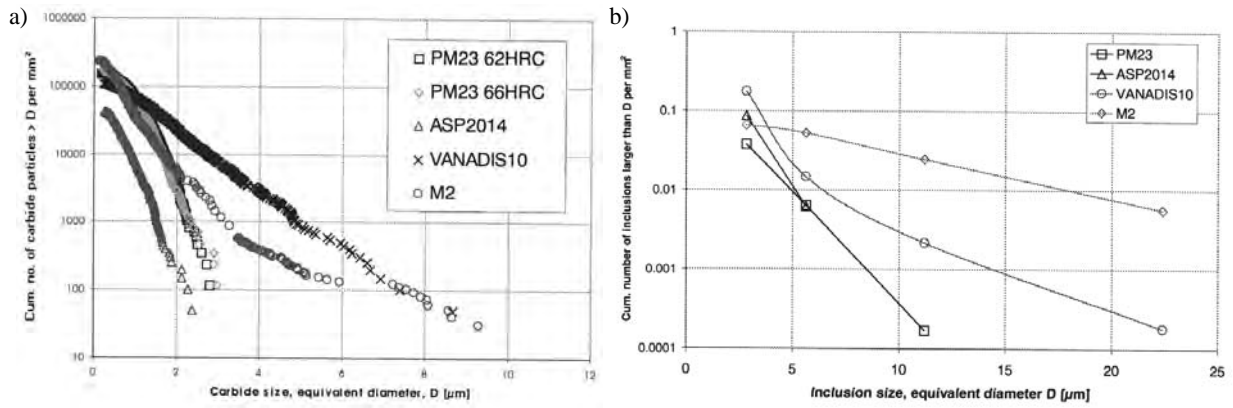 a)
Cum. no. of carbide particles > D per mm²
1000000
100000
10000
1000
100
10
0
2
4
6
8
10
12
Carbide size, equivalent diameter, D [µm]
PM23 62HRC
PM23 66HRC
ASP2014
VANADIS10
M2
b)
Cum. number of inclusions larger than D per mm²
1
0.1
0.01
0.001
0.0001
0
5
10
15
20
25
Inclusion size, equivalent diameter D [µm]
PM23
ASP2014
VANADIS10
M2